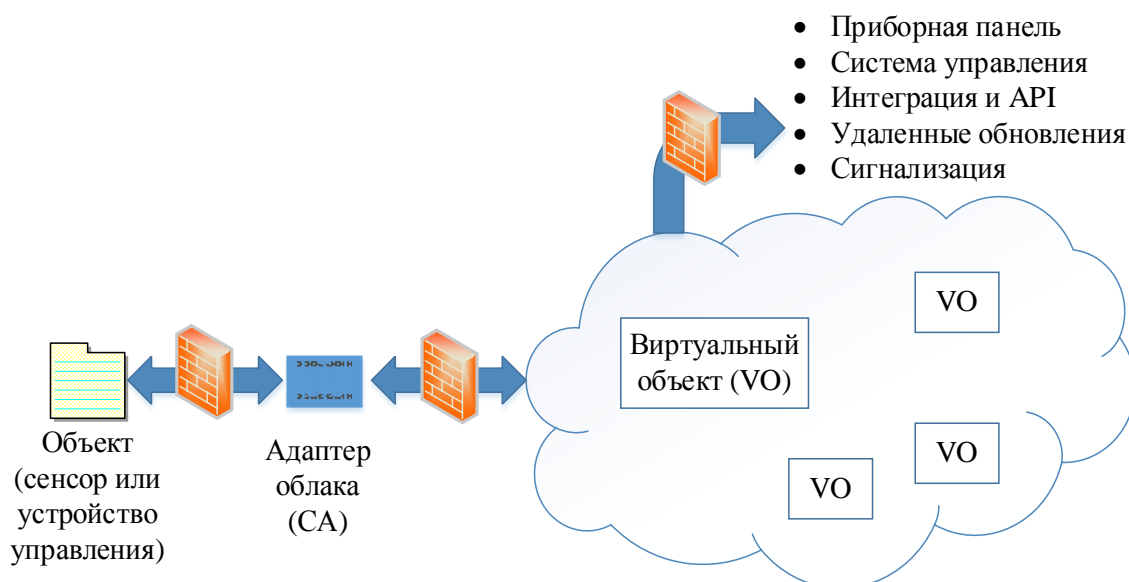 • Приборная панель
• Система управления
• Интеграция и API
• Удаленные обновления
• Сигнализация
VO
Виртуальный
объект (VO)
VO
VO
Объект
(сенсор или
устройство
управления)
Адаптер
облака
(CA)